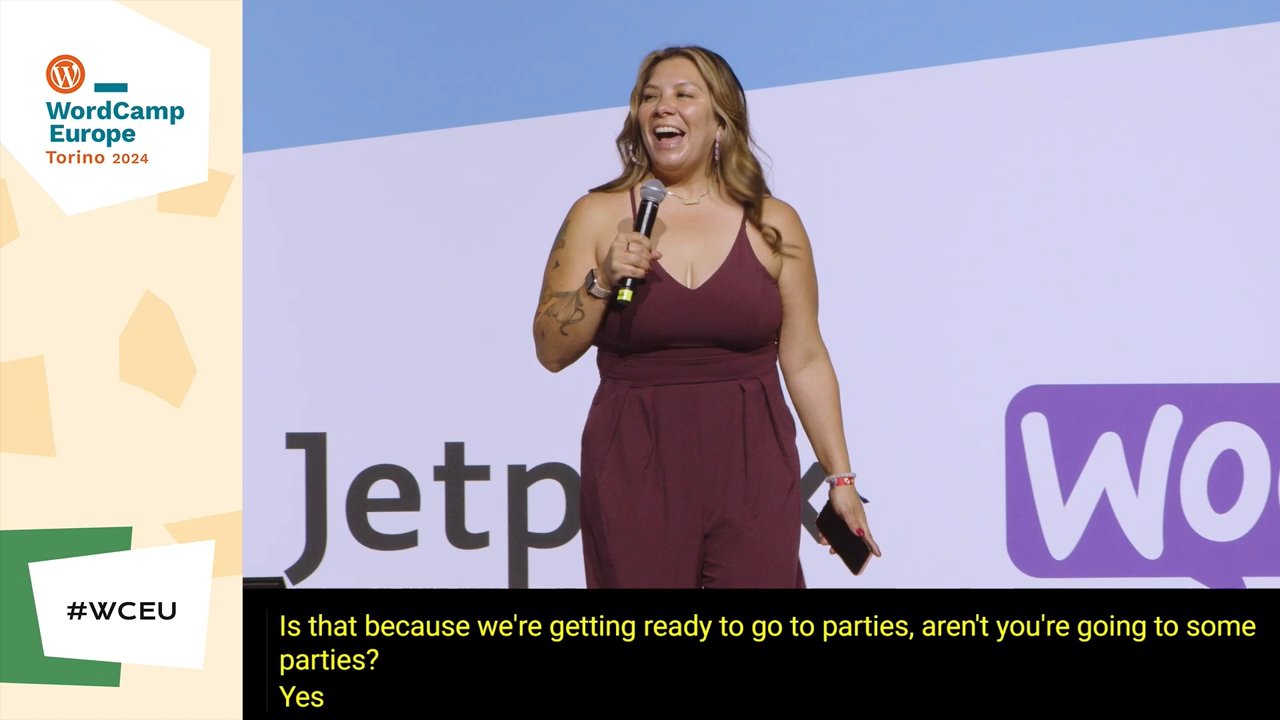 WordCamp
Europe
Torino 2024
Jetp k
Wo
#WCEU
Is that because we're getting ready to go to parties, aren't you're going to some
parties?
Yes